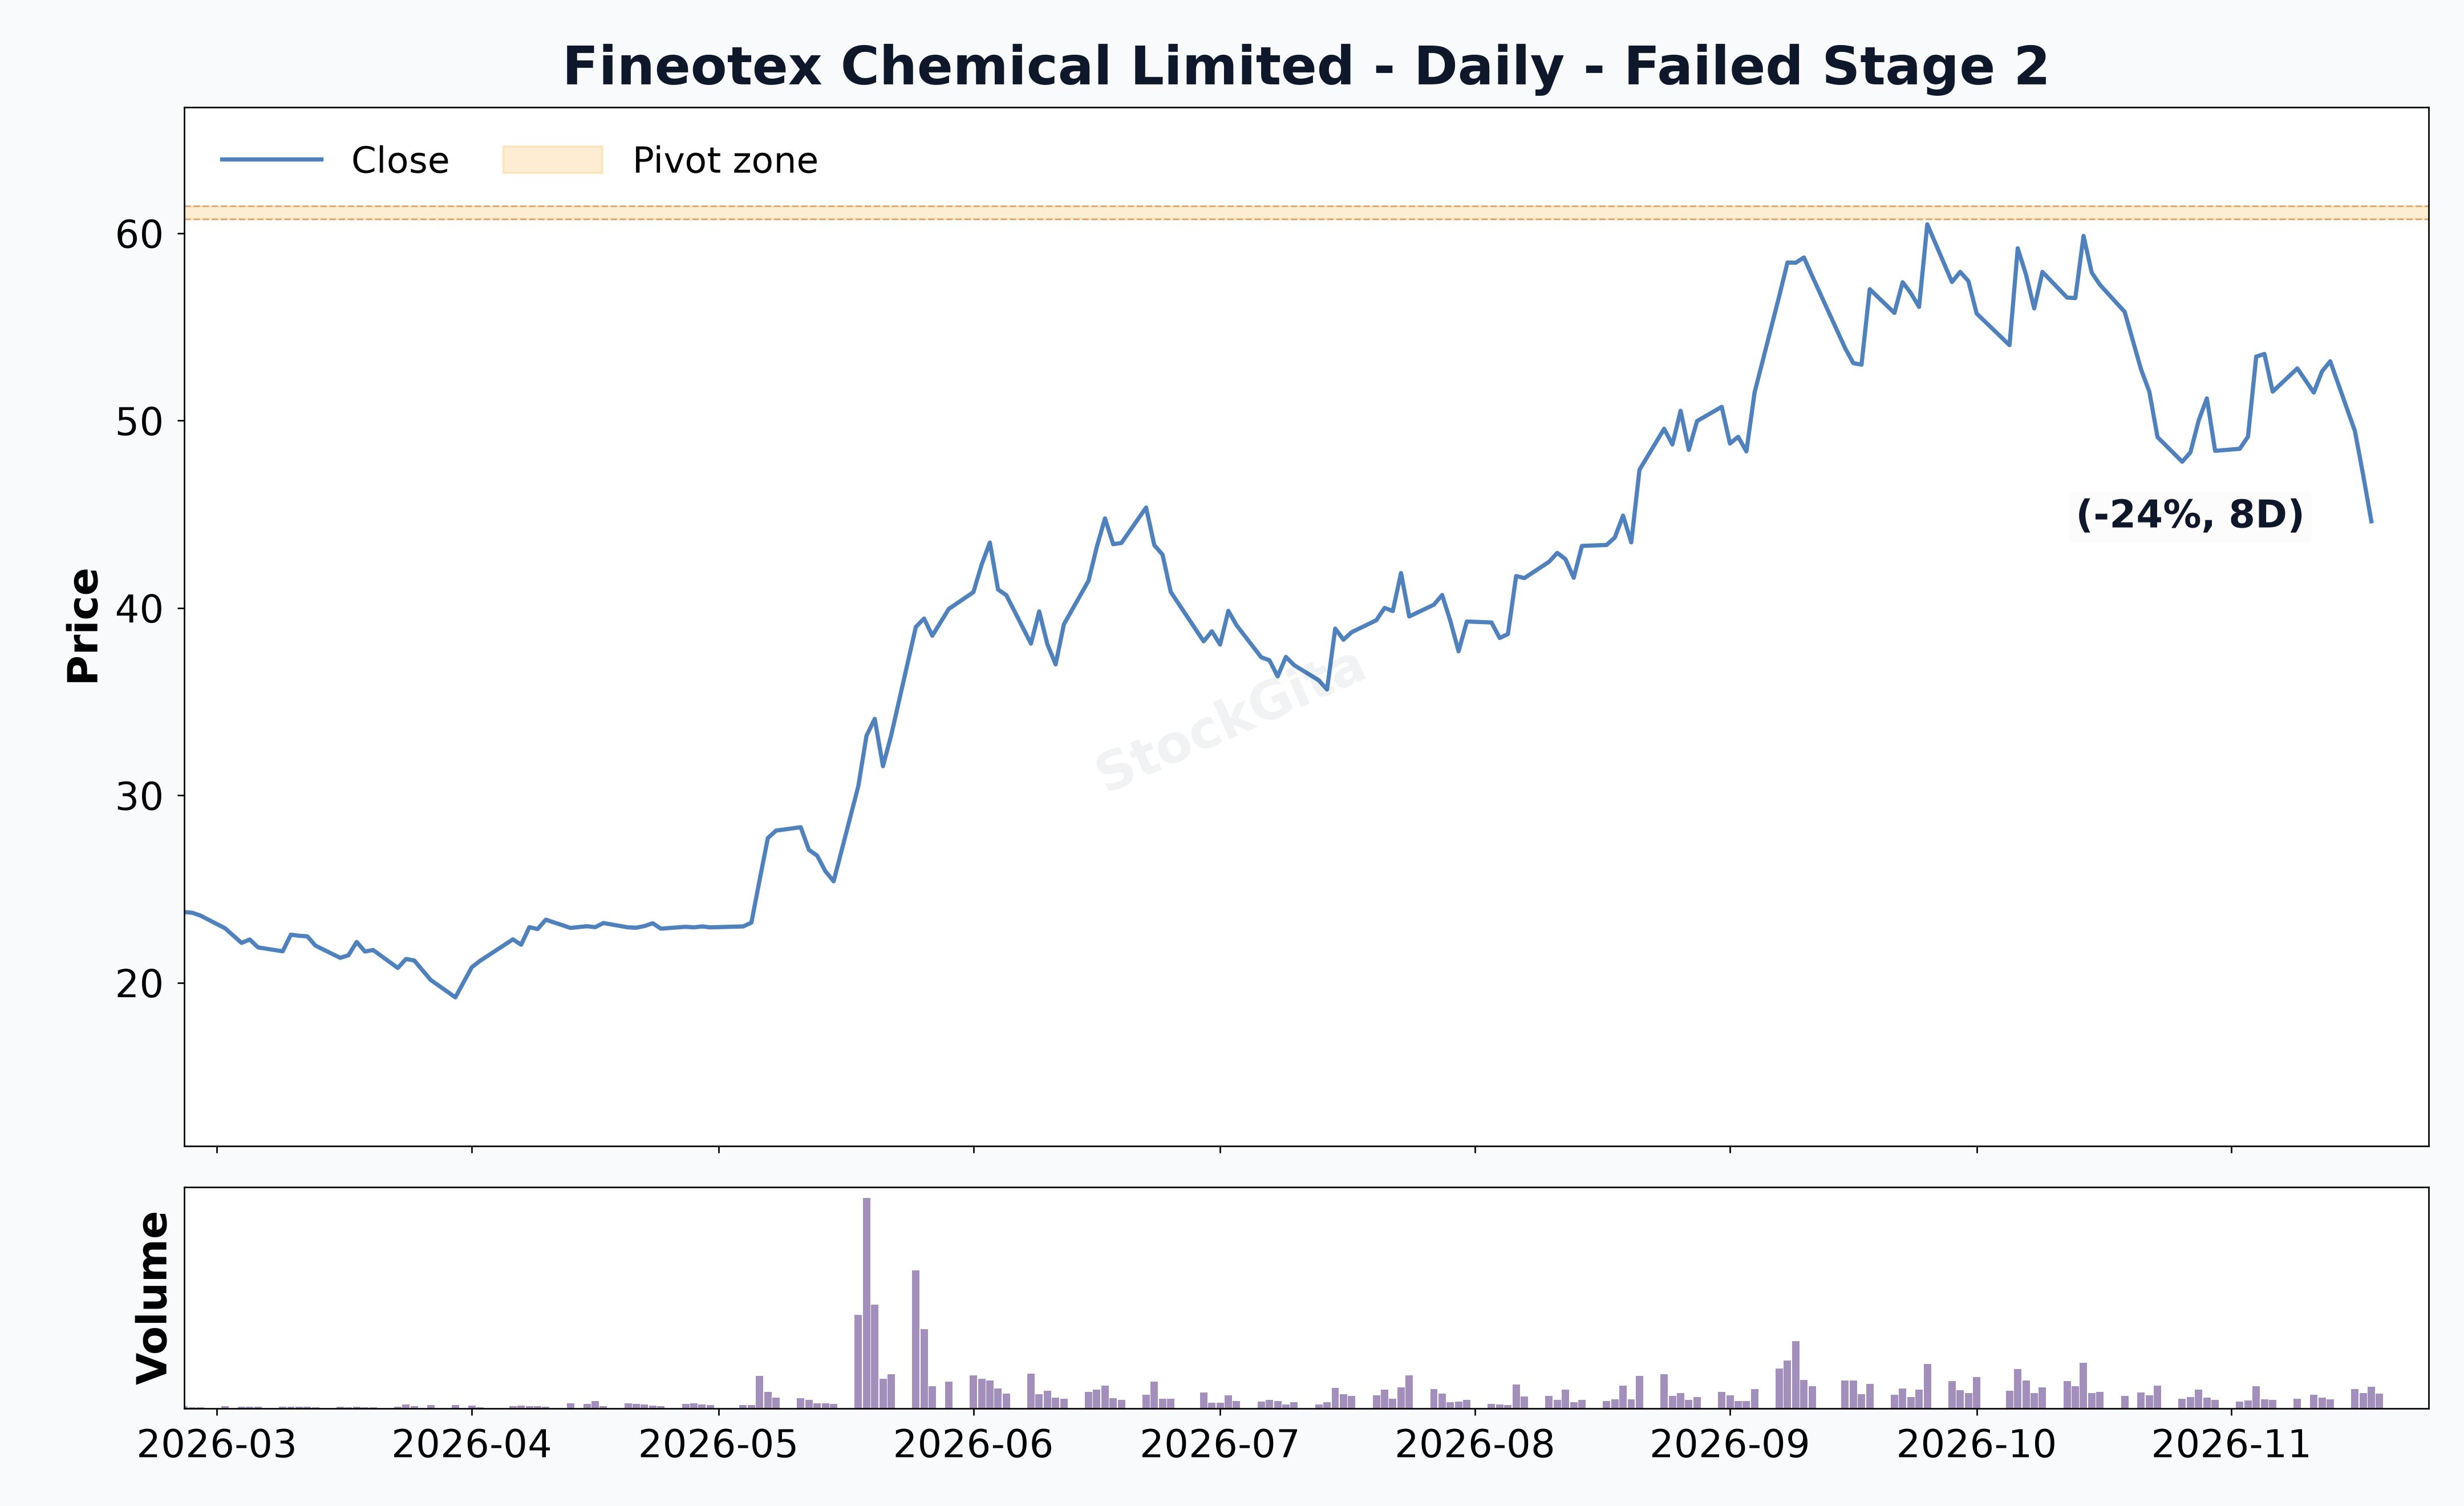 Fineotex Chemical Limited - Daily - Failed Stage 2
Close
Pivot zone
60
50
40
30
20
Price
(-24%, 8D)
StockGita
Volume
2026-03
2026-04
2026-05
2026-06
2026-07
2026-08
2026-09
2026-10
2026-11